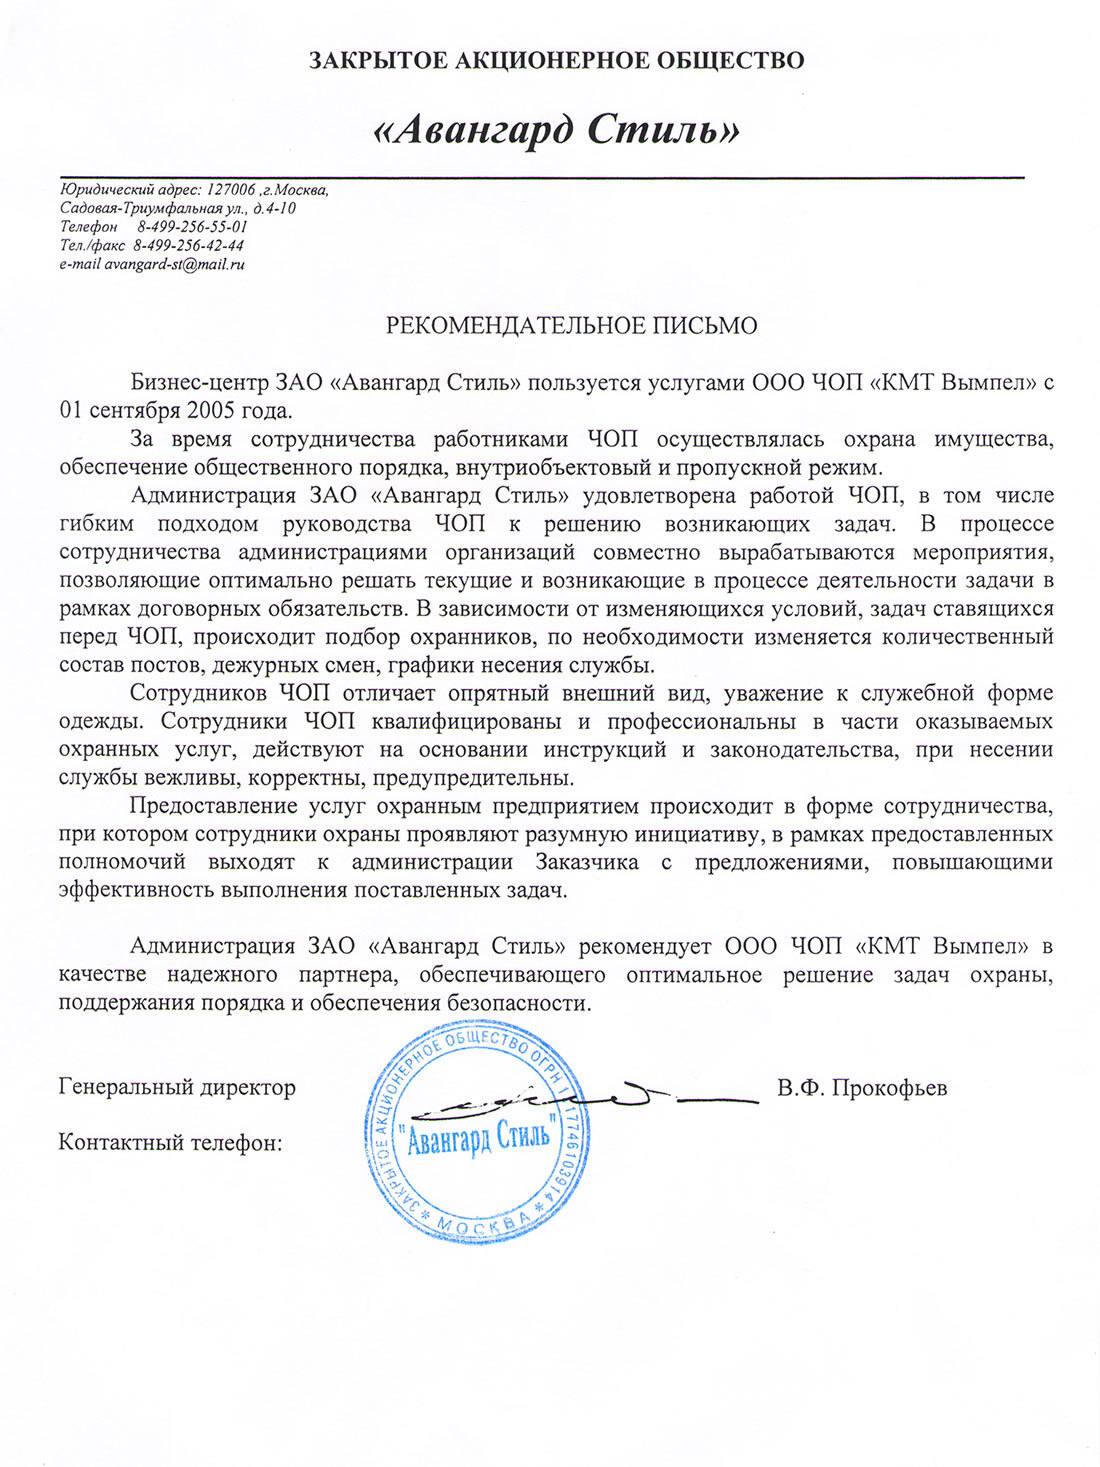 ЗАКРЫТОЕ АКЦИОНЕРНОЕ ОБЩЕСТВО
«Авангард Стиль»
Юридический адрес: 127006 ,г.Москва,
Садовая-Триумфальная ул., д.4-10
Телефон 8-499-256-55-01
Тел./факс 8-499-256-42-44
e-mail avangard-st@mail.ru
РЕКОМЕНДАТЕЛЬНОЕ ПИСЬМО
Бизнес-центр ЗАО «Авангард Стиль» пользуется услугами ООО ЧОП «КМТ Вымпел» с
01 сентября 2005 года.
За время сотрудничества работниками ЧОП осуществлялась охрана имущества,
обеспечение общественного порядка, внутриобъектовый и пропускной режим.
Администрация ЗАО «Авангард Стиль» удовлетворена работой ЧОП, в том числе
гибким подходом руководства ЧОП к решению возникающих задач. В процессе
сотрудничества администрациями организаций совместно вырабатываются мероприятия,
позволяющие оптимально решать текущие и возникающие в процессе деятельности задачи в
рамках договорных обязательств. В зависимости от изменяющихся условий, задач ставящихся
перед ЧОП, происходит подбор охранников, по необходимости изменяется количественный
состав постов, дежурных смен, графики несения службы.
Сотрудников ЧОП отличает опрятный внешний вид, уважение к служебной форме
одежды. Сотрудники ЧОП квалифицированы и профессиональны в части оказываемых
охранных услуг, действуют на основании инструкций и законодательства, при несении
службы вежливы, корректны, предупредительны.
Предоставление услуг охранным предприятием происходит в форме сотрудничества,
при котором сотрудники охраны проявляют разумную инициативу, в рамках предоставленных
полномочий выходят к администрации Заказчика с предложениями, повышающими
эффективность выполнения поставленных задач.
Администрация ЗАО «Авангард Стиль» рекомендует ООО ЧОП «КМТ Вымпел» в
качестве надежного партнера, обеспечивающего оптимальное решение задач охраны,
поддержания порядка и обеспечения безопасности.
Генеральный директор В.Ф. Прокофьев
Контактный телефон:
ЗАКРЫТОЕ АКЦИОНЕРНОЕ ОБЩЕСТВО ОГРН
"Авангард Стиль"
* МОСКВА *